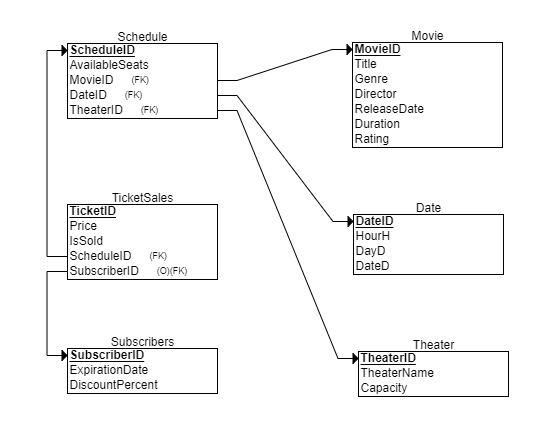 Schedule
ScheduleID
AvailableSeats
MovieID (FK)
DateID (FK)
TheaterID (FK)
Movie
MovieID
Title
Genre
Director
ReleaseDate
Duration
Rating
TicketSales
TicketID
Price
IsSold
ScheduleID (FK)
SubscriberID (O)(FK)
Date
DateID
HourH
DayD
DateD
Subscribers
SubscriberID
ExpirationDate
DiscountPercent
Theater
TheaterID
TheaterName
Capacity